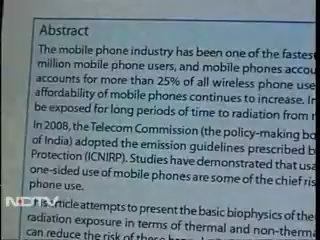 Abstract
The mobile phone industry has been one of the fastes
million mobile phone users, and mobile phones accou
accounts for more than 25% of all wireless phone use
affordability of mobile phones continues to increase. In
be exposed for long periods of time to radiation from
In 2008, the Telecom Commission (the policy-making bo
of India) adopted the emission guidelines prescribed b
Protection (ICNIRP). Studies have demonstrated that usa
one-sided use of mobile phones are some of the chief ris
phone use.
article attempts to present the basic biophysics of the
radiation exposure in terms of thermal and non-therma
can reduce the risk of these
NDTV